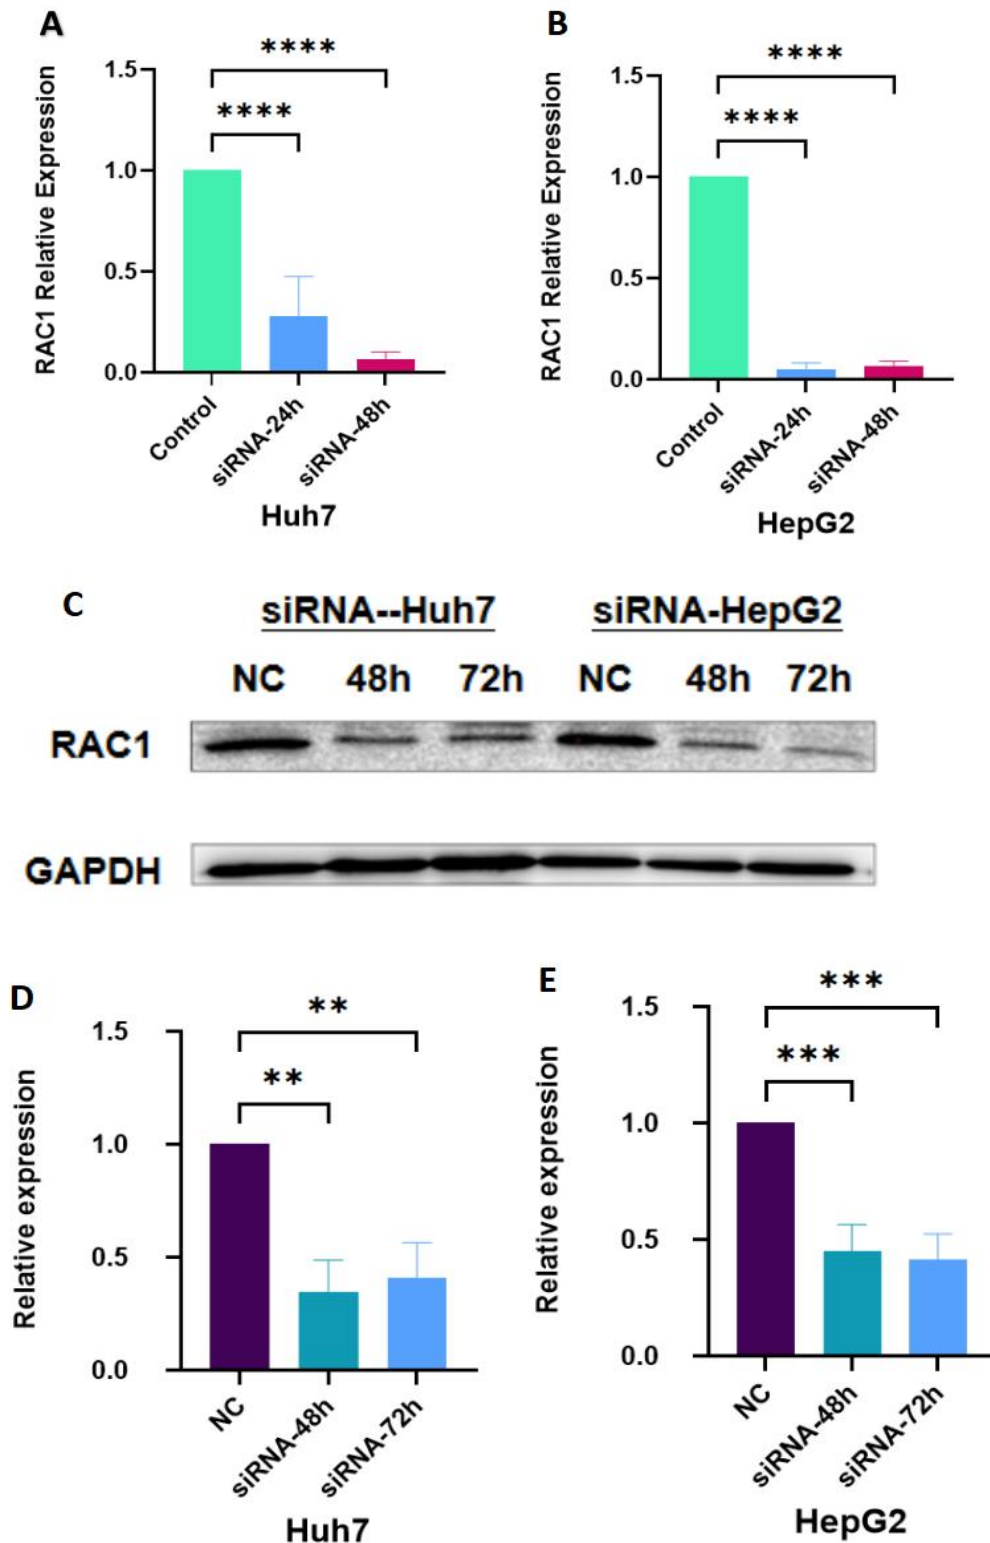 A
RAC1 Relative Expression
1.5
1.0
0.5
0.0
****
****
Control
siRNA-24h
siRNA-48h
Huh7
B
RAC1 Relative Expression
1.5
1.0
0.5
0.0
****
****
Control
siRNA-24h
siRNA-48h
HepG2
C
siRNA--Huh7 siRNA-HepG2
NC 48h 72h NC 48h 72h
RAC1
GAPDH
D
Relative expression
1.5
1.0
0.5
0.0
**
**
NC
siRNA-48h
siRNA-72h
Huh7
E
Relative expression
1.5
1.0
0.5
0.0
***
***
NC
siRNA-48h
siRNA-72h
HepG2